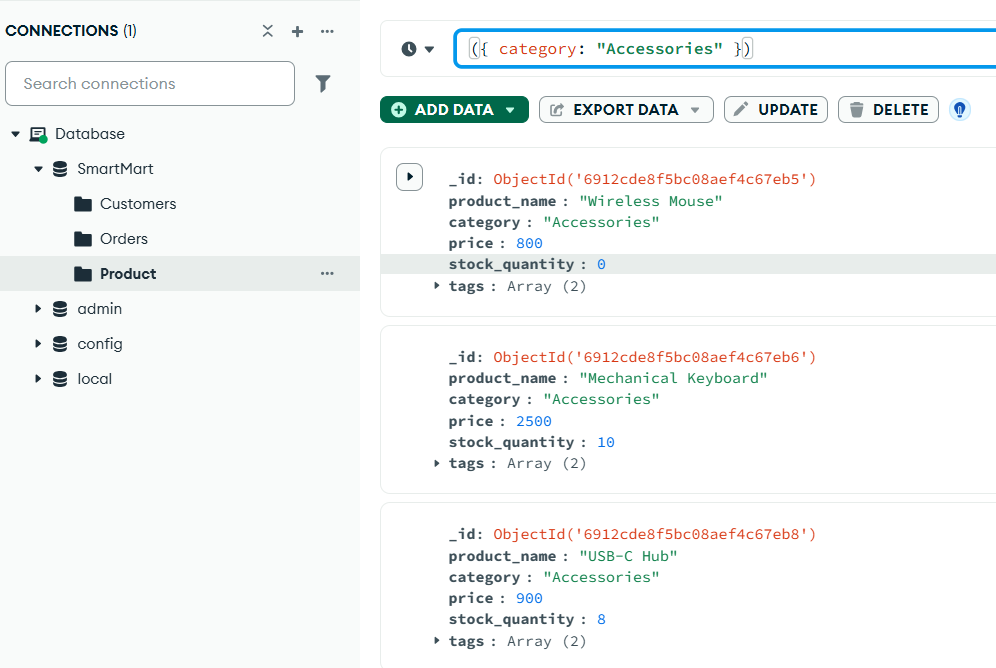 CONNECTIONS (1)
Search connections
Database
SmartMart
Customers
Orders
Product
admin
config
local
({ category: "Accessories" })
ADD DATA
EXPORT DATA
UPDATE
DELETE
_id: ObjectId('6912cde8f5bc08aef4c67eb5')
product_name : "Wireless Mouse"
category : "Accessories"
price : 800
stock_quantity : 0
tags : Array (2)
_id: ObjectId('6912cde8f5bc08aef4c67eb6')
product_name : "Mechanical Keyboard"
category : "Accessories"
price : 2500
stock_quantity : 10
tags : Array (2)
_id: ObjectId('6912cde8f5bc08aef4c67eb8')
product_name : "USB-C Hub"
category : "Accessories"
price : 900
stock_quantity : 8
tags : Array (2)